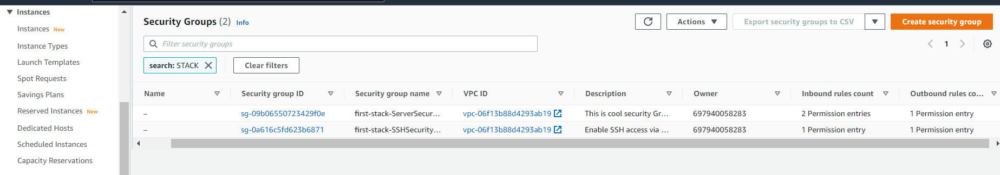 Instances
Instances New
Instance Types
Launch Templates
Spot Requests
Savings Plans
Reserved Instances New
Dedicated Hosts
Scheduled Instances
Capacity Reservations
Security Groups (2) Info
Actions
Export security groups to CSV
Create security group
Filter security groups
1
search: STACK
Clear filters
Name Security group ID Security group name VPC ID Description Owner Inbound rules count Outbound rules co...
– sg-09b06550723429f0e first-stack-ServerSecur... vpc-06f13b88d4293ab19 This is cool security Gr... 697940058283 2 Permission entries 1 Permission entry
– sg-0a616c5fd623b6871 first-stack-SSHSecurity... vpc-06f13b88d4293ab19 Enable SSH access via ... 697940058283 1 Permission entry 1 Permission entry